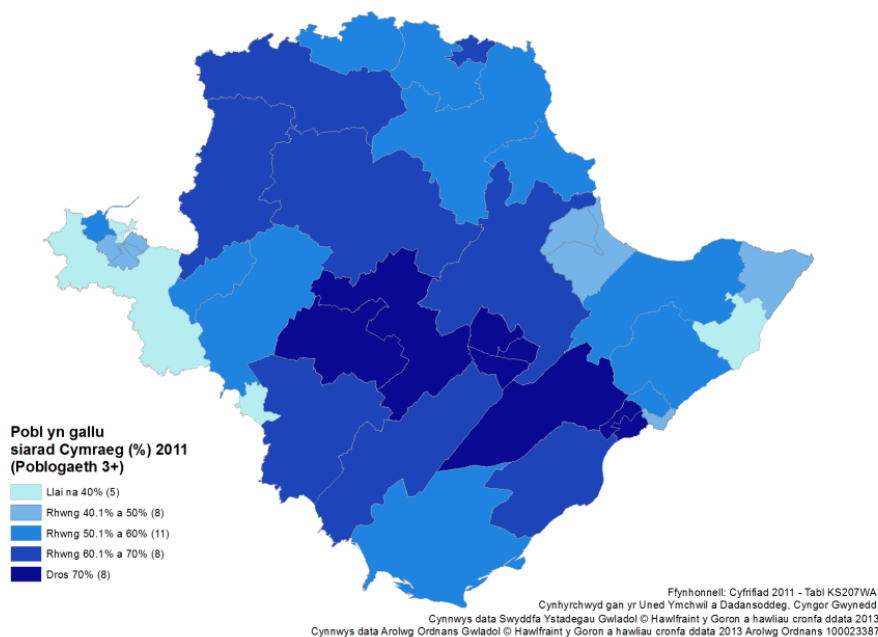 Pobl yn gallu
siarad Cymraeg (%) 2011
(Poblogaeth 3+)
Llai na 40% (5)
Rhwng 40.1% a 50% (8)
Rhwng 50.1% a 60% (11)
Rhwng 60.1% a 70% (8)
Dros 70% (8)
Ffynhonnell: Cyfrifiad 2011 - Tabl KS207WA
Cynhyrchwyd gan yr Uned Ymchwil a Dadansoddeg, Cyngor Gwynedd
Cynnwys data Swyddfa Ystadegau Gwladol © Hawlfraint y Goron a hawliau cronfa ddata 2013
Cynnwys data Arolwg Ordnans Gwladol © Hawlfraint y Goron a hawliau cronfa ddata 2013 Arolwg Ordnans 100023387